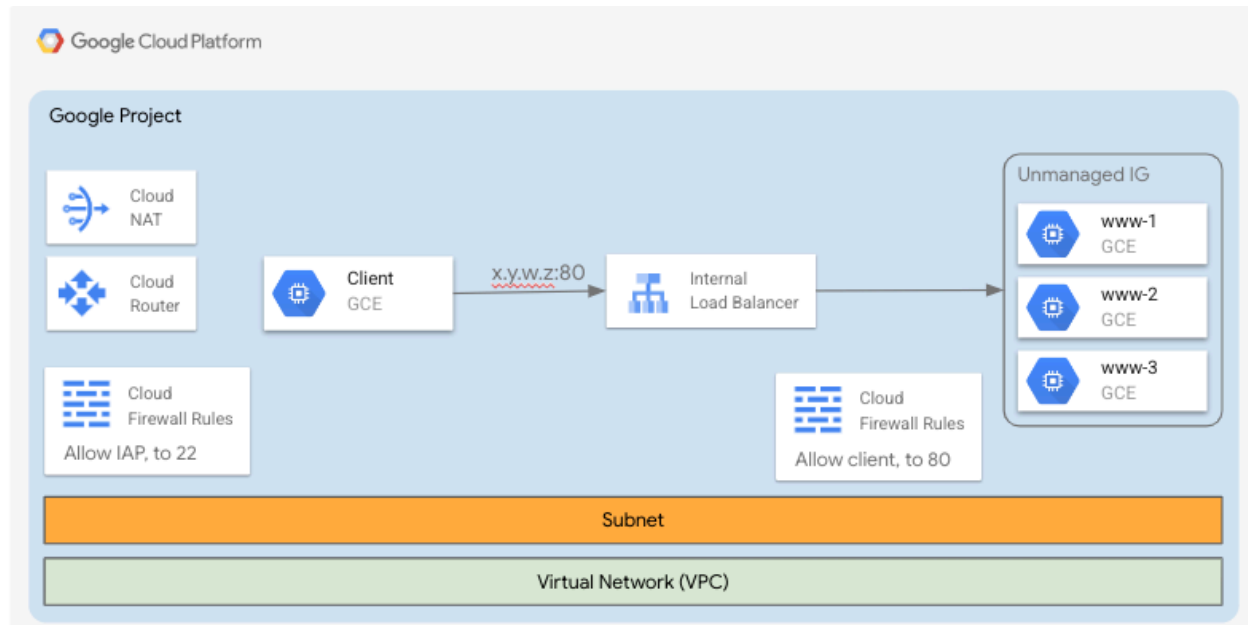 Google Cloud Platform
Google Project
Cloud
NAT
Cloud
Router
Client
GCE
x.y.w.z:80
Internal
Load Balancer
Unmanaged IG
www-1
GCE
www-2
GCE
www-3
GCE
Cloud
Firewall Rules
Allow IAP, to 22
Cloud
Firewall Rules
Allow client, to 80
Subnet
Virtual Network (VPC)